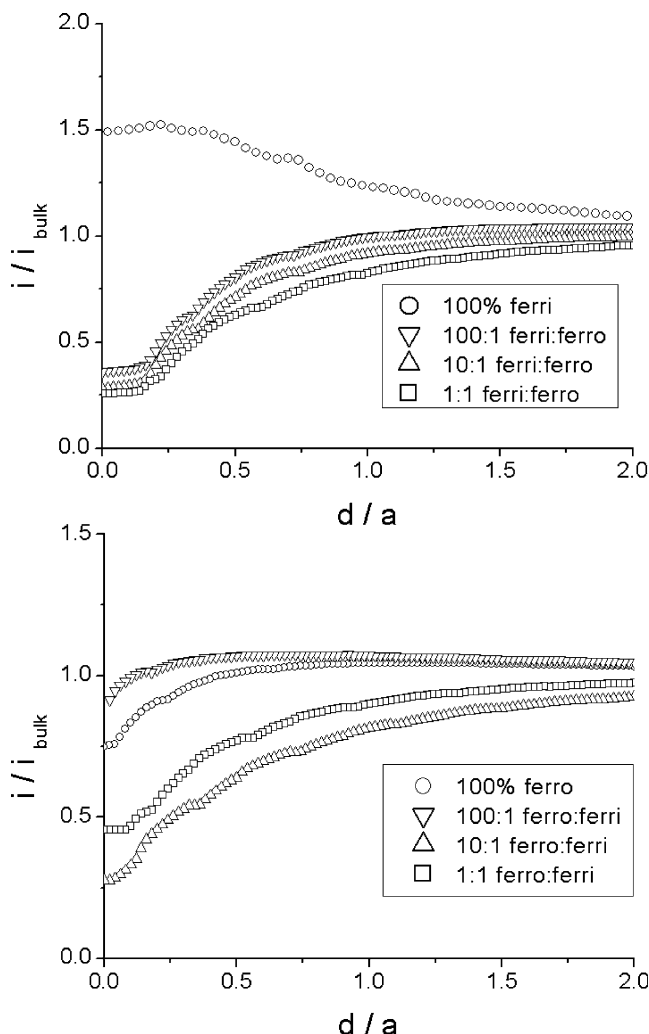 2.0
1.5
1.0
0.5
0.0
i / i bulk
100% ferri
100:1 ferri:ferro
10:1 ferri:ferro
1:1 ferri:ferro
0.0 0.5 1.0 1.5 2.0
d / a
1.5
1.0
0.5
0.0
i / i bulk
100% ferro
100:1 ferro:ferri
10:1 ferro:ferri
1:1 ferro:ferri
0.0 0.5 1.0 1.5 2.0
d / a